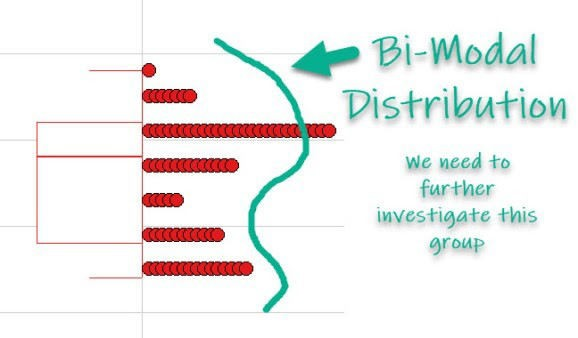 Bi-Modal
Distribution
We need to
further
investigate this
group